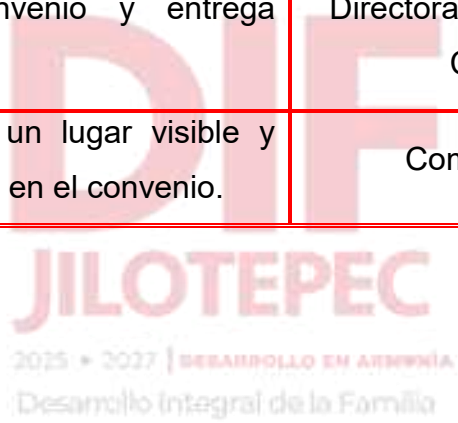 nvenio y entrega
Directora
un lugar visible y
en el convenio.
Con
DIF
JILOTEPEC
2025 • 2027 | DESARROLLO EN ARMONÍA
Desarrollo Integral de la Familia